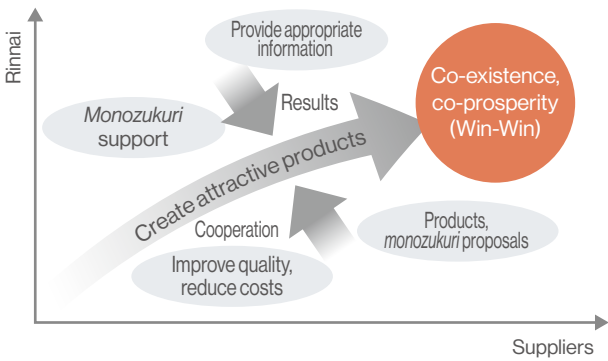 Rinnai
Provide appropriate
information
Monozukuri
support
Results
Co-existence,
co-prosperity
(Win-Win)
Create attractive products
Cooperation
Products,
monozukuri proposals
Improve quality,
reduce costs
Suppliers